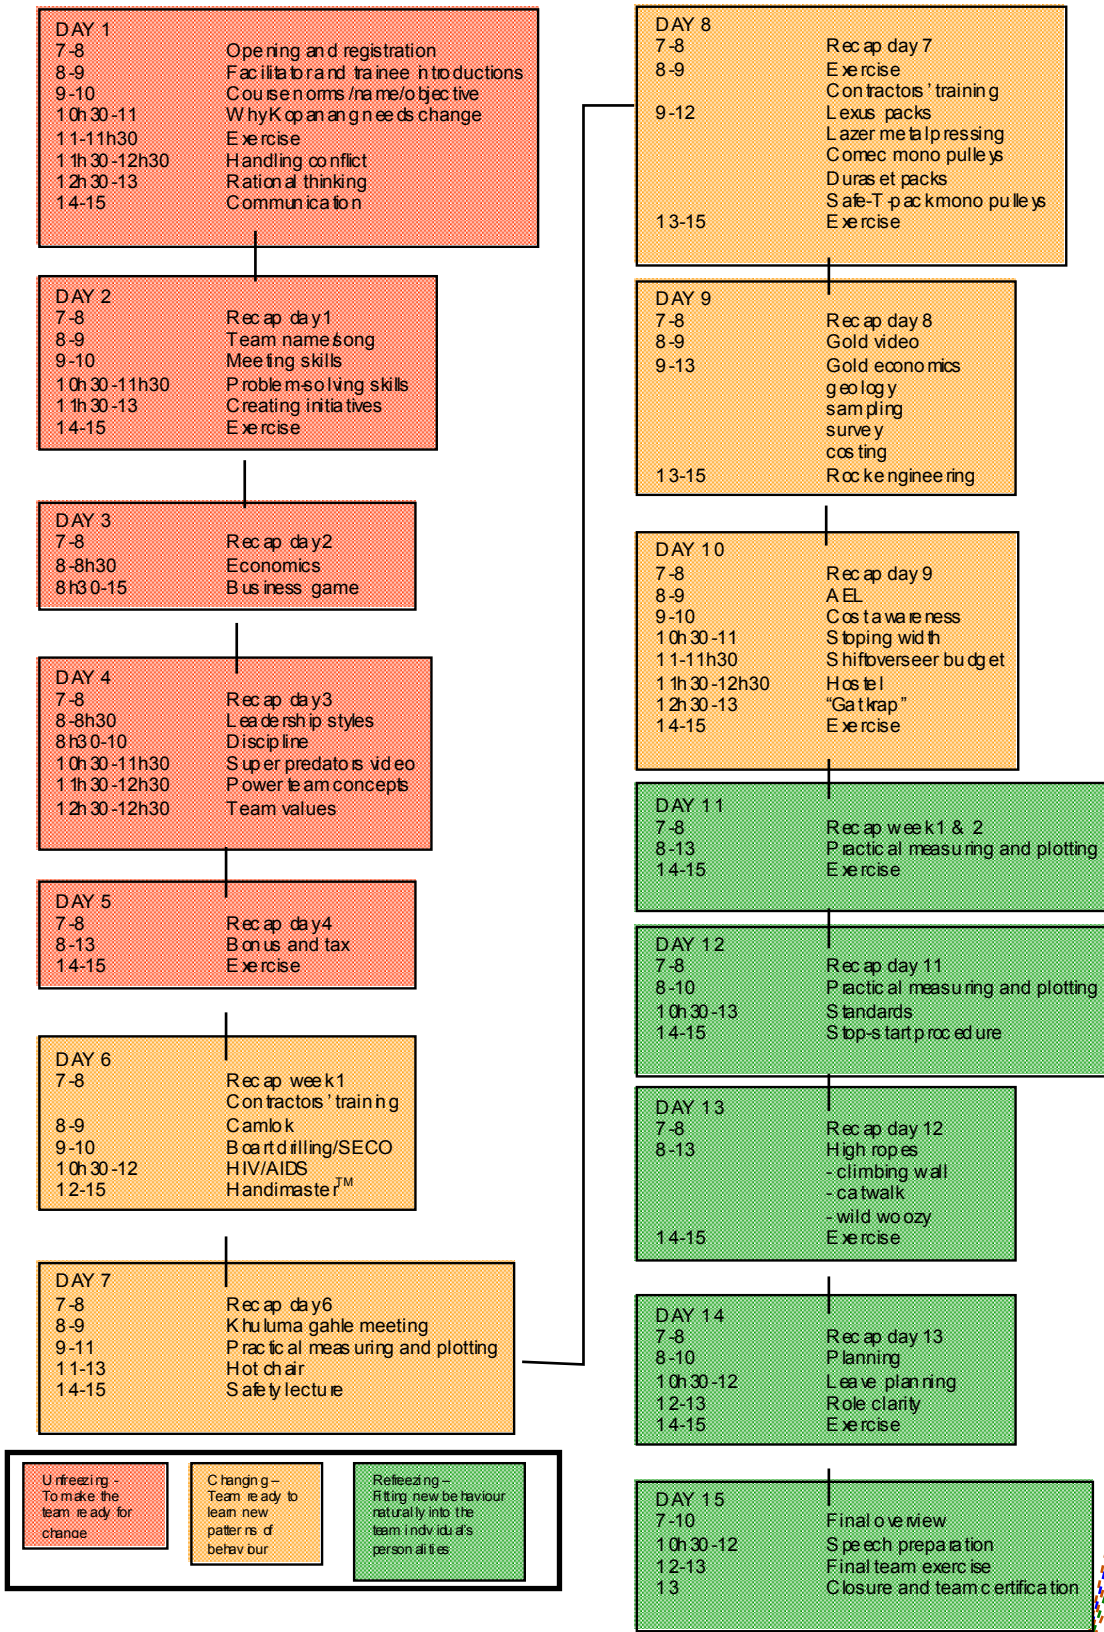 DAY 1
7-8 Opening and registration
8-9 Facilitator and trainee introductions
9-10 Course norms/name/objective
10h30-11 Why Kopanang needs change
11-11h30 Exercise
11h30-12h30 Handling conflict
12h30-13 Rational thinking
14-15 Communication
DAY 2
7-8 Recap day1
8-9 Team name/song
9-10 Meeting skills
10h30-11h30 Problem-solving skills
11h30-13 Creating initiatives
14-15 Exercise
DAY 3
7-8 Recap day2
8-8h30 Economics
8h30-15 Business game
DAY 4
7-8 Recap day3
8-8h30 Leadership styles
8h30-10 Discipline
10h30-11h30 Super predators video
11h30-12h30 Power team concepts
12h30-12h30 Team values
DAY 5
7-8 Recap day4
8-13 Bonus and tax
14-15 Exercise
DAY 6
7-8 Recap week1
Contractors' training
8-9 Camlok
9-10 Boart drilling/SECO
10h30-12 HIV/AIDS
12-15 Handimaster™
DAY 7
7-8 Recap day6
8-9 Khuluma gahle meeting
9-11 Practical measuring and plotting
11-13 Hot chair
14-15 Safety lecture
DAY 8
7-8 Recap day 7
8-9 Exercise
Contractors' training
9-12 Lexus packs
Lazer metal pressing
Comec mono pulleys
Duraset packs
Safe-T-pack mono pulleys
13-15 Exercise
DAY 9
7-8 Recap day 8
8-9 Gold video
9-13 Gold economics
geology
sampling
survey
costing
13-15 Rock engineering
DAY 10
7-8 Recap day 9
8-9 AEL
9-10 Cost awareness
10h30-11 Stoping width
11-11h30 Shiftoverseer budget
11h30-12h30 Hostel
12h30-13 "Gatkrap"
14-15 Exercise
DAY 11
7-8 Recap week1 & 2
8-13 Practical measuring and plotting
14-15 Exercise
DAY 12
7-8 Recap day 11
8-10 Practical measuring and plotting
10h30-13 Standards
14-15 Stop-start procedure
DAY 13
7-8 Recap day 12
8-13 High ropes
- climbing wall
- catwalk
- wild woozy
14-15 Exercise
DAY 14
7-8 Recap day 13
8-10 Planning
10h30-12 Leave planning
12-13 Role clarity
14-15 Exercise
DAY 15
7-10 Final overview
10h30-12 Speech preparation
12-13 Final team exercise
13 Closure and team certification
Unfreezing -
To make the
team ready for
change
Changing –
Team ready to
learn new
patterns of
behaviour
Refreezing –
Fitting new behaviour
naturally into the
team individual's
personalities